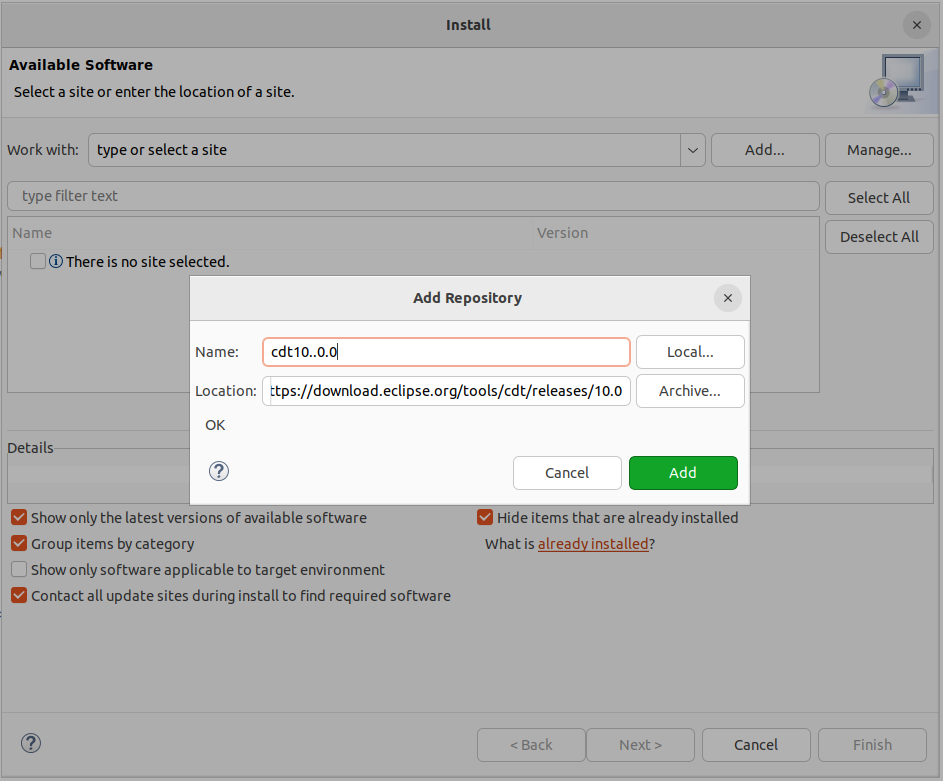 Install
Available Software
Select a site or enter the location of a site.
Work with: type or select a site Add... Manage...
type filter text Select All
Name Version Deselect All
There is no site selected.
Add Repository
Name: cdt10..0.0 Local...
Location: ttps://download.eclipse.org/tools/cdt/releases/10.0 Archive...
OK
Cancel Add
Details
Show only the latest versions of available software Hide items that are already installed
Group items by category What is already installed?
Show only software applicable to target environment
Contact all update sites during install to find required software
< Back Next > Cancel Finish